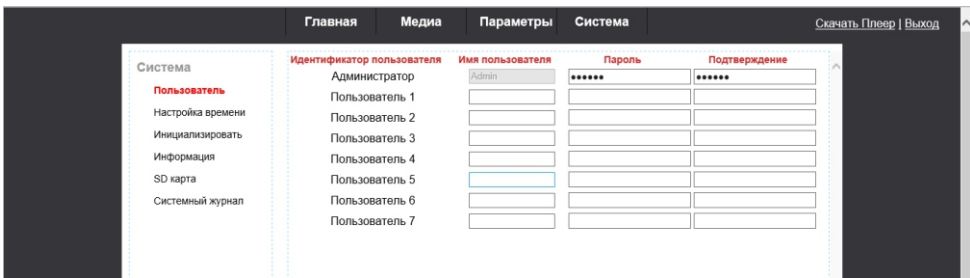 Главная Медиа Параметры Система Скачать Плеер | Выход
Система
Пользователь
Настройка времени
Инициализировать
Информация
SD карта
Системный журнал
Идентификатор пользователя Имя пользователя Пароль Подтверждение
Администратор Admin •••••• ••••••
Пользователь 1
Пользователь 2
Пользователь 3
Пользователь 4
Пользователь 5
Пользователь 6
Пользователь 7